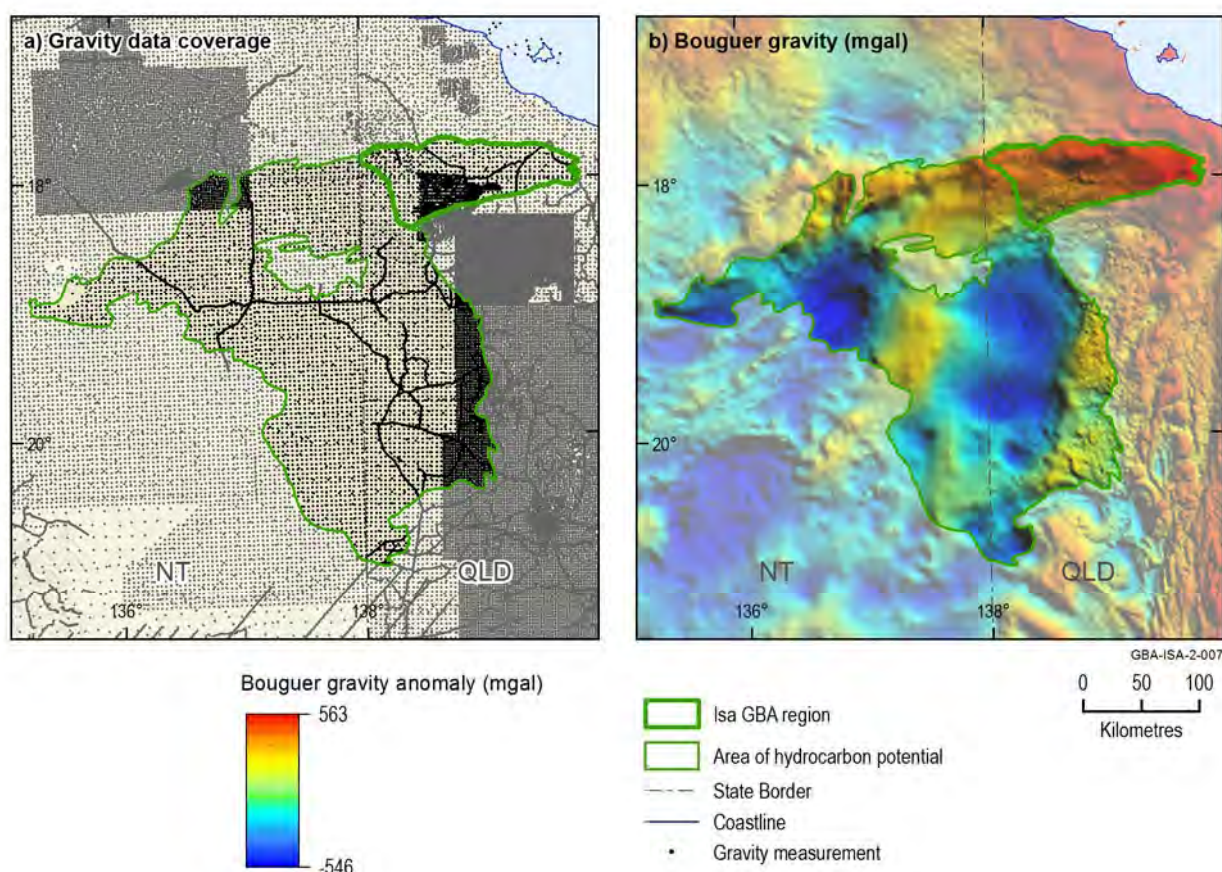 a) Gravity data coverage
18°
20°
NT
QLD
136°
138°
b) Bouguer gravity (mgal)
18°
20°
NT
QLD
136°
138°
GBA-ISA-2-007
Bouguer gravity anomaly (mgal)
563
-546
Isa GBA region
Area of hydrocarbon potential
State Border
Coastline
Gravity measurement
0 50 100
Kilometres